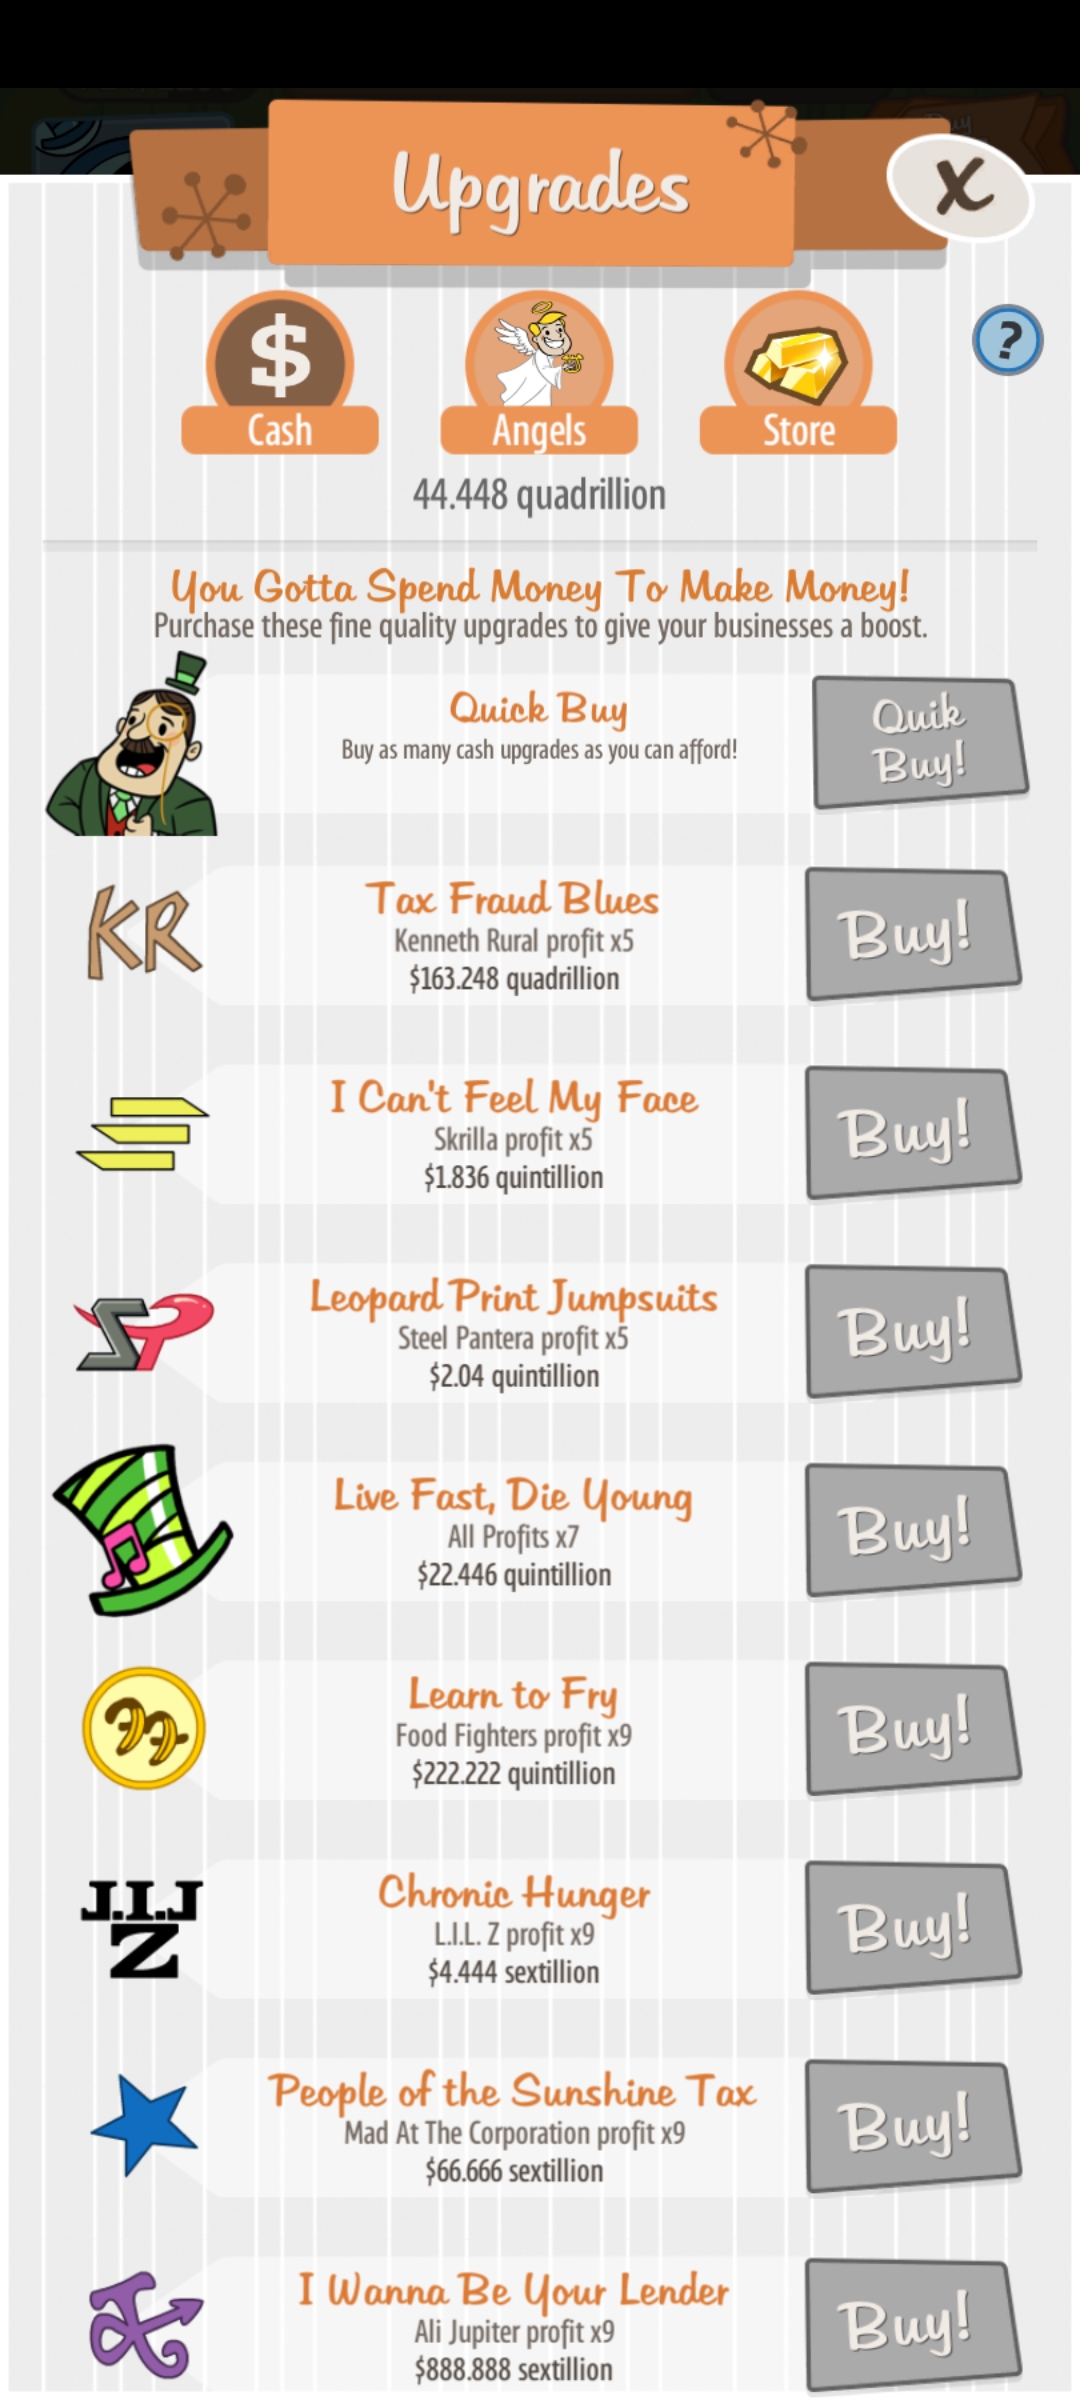 Upgrades
X
$
Cash
Angels
Store
?
44.448 quadrillion
You Gotta Spend Money To Make Money!
Purchase these fine quality upgrades to give your businesses a boost.
Quick Buy
Buy as many cash upgrades as you can afford!
Quik
Buy!
KR
Tax Fraud Blues
Kenneth Rural profit x5
$163.248 quadrillion
Buy!
I Can't Feel My Face
Skrilla profit x5
$1.836 quintillion
Buy!
SP
Leopard Print Jumpsuits
Steel Pantera profit x5
$2.04 quintillion
Buy!
Live Fast, Die Young
All Profits x7
$22.446 quintillion
Buy!
Learn to Fry
Food Fighters profit x9
$222.222 quintillion
Buy!
J.I.J
Z
Chronic Hunger
L.I.L. Z profit x9
$4.444 sextillion
Buy!
People of the Sunshine Tax
Mad At The Corporation profit x9
$66.666 sextillion
Buy!
I Wanna Be Your Lender
Ali Jupiter profit x9
$888.888 sextillion
Buy!